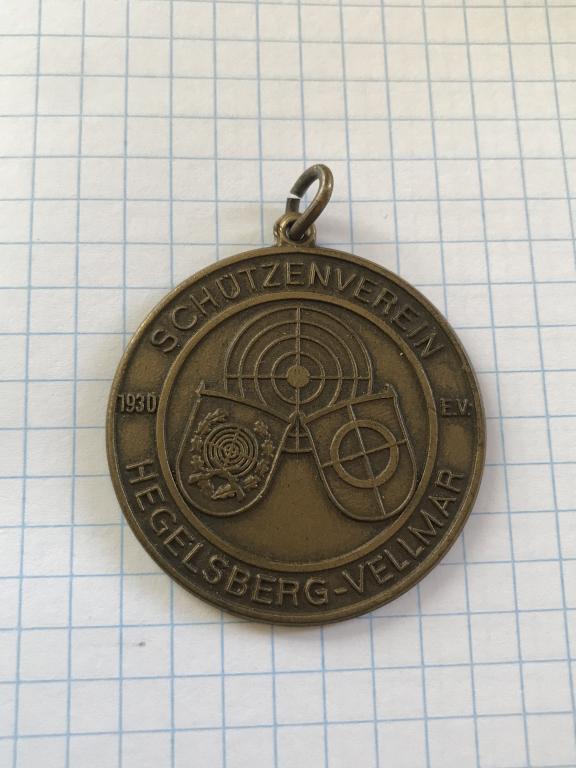 SCHÜTZENVEREIN
1930 E.V.
HEGELSBERG-VELLMAR